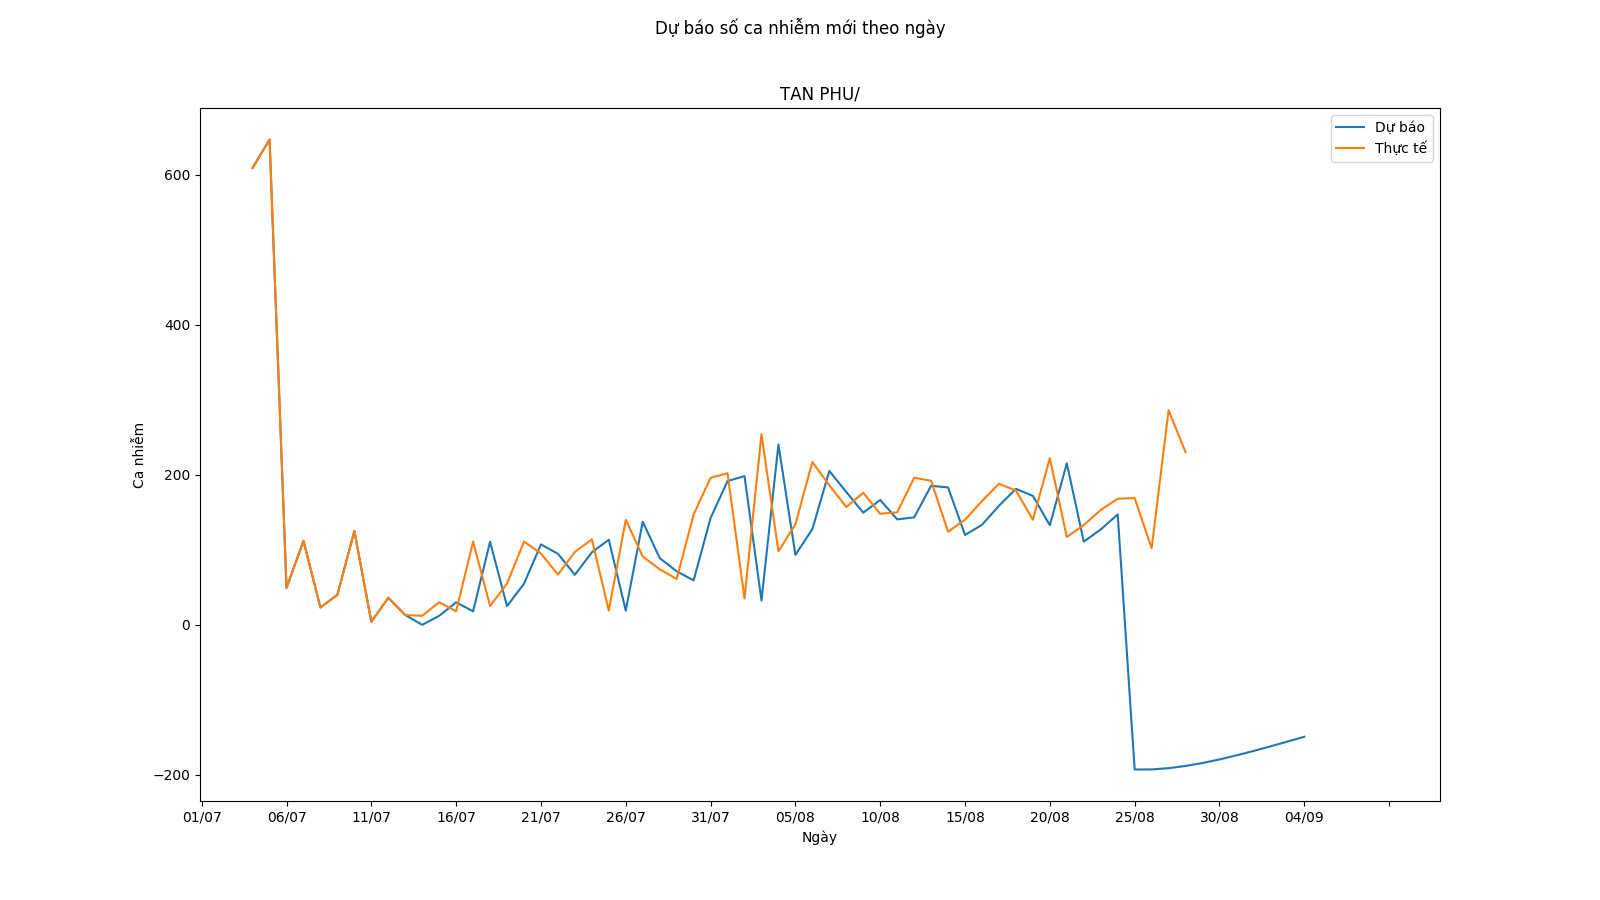 Dự báo số ca nhiễm mới theo ngày
TAN PHU/
Dự báo
Thực tế
Ca nhiễm
600
400
200
0
−200
01/07 06/07 11/07 16/07 21/07 26/07 31/07 05/08 10/08 15/08 20/08 25/08 30/08 04/09
Ngày